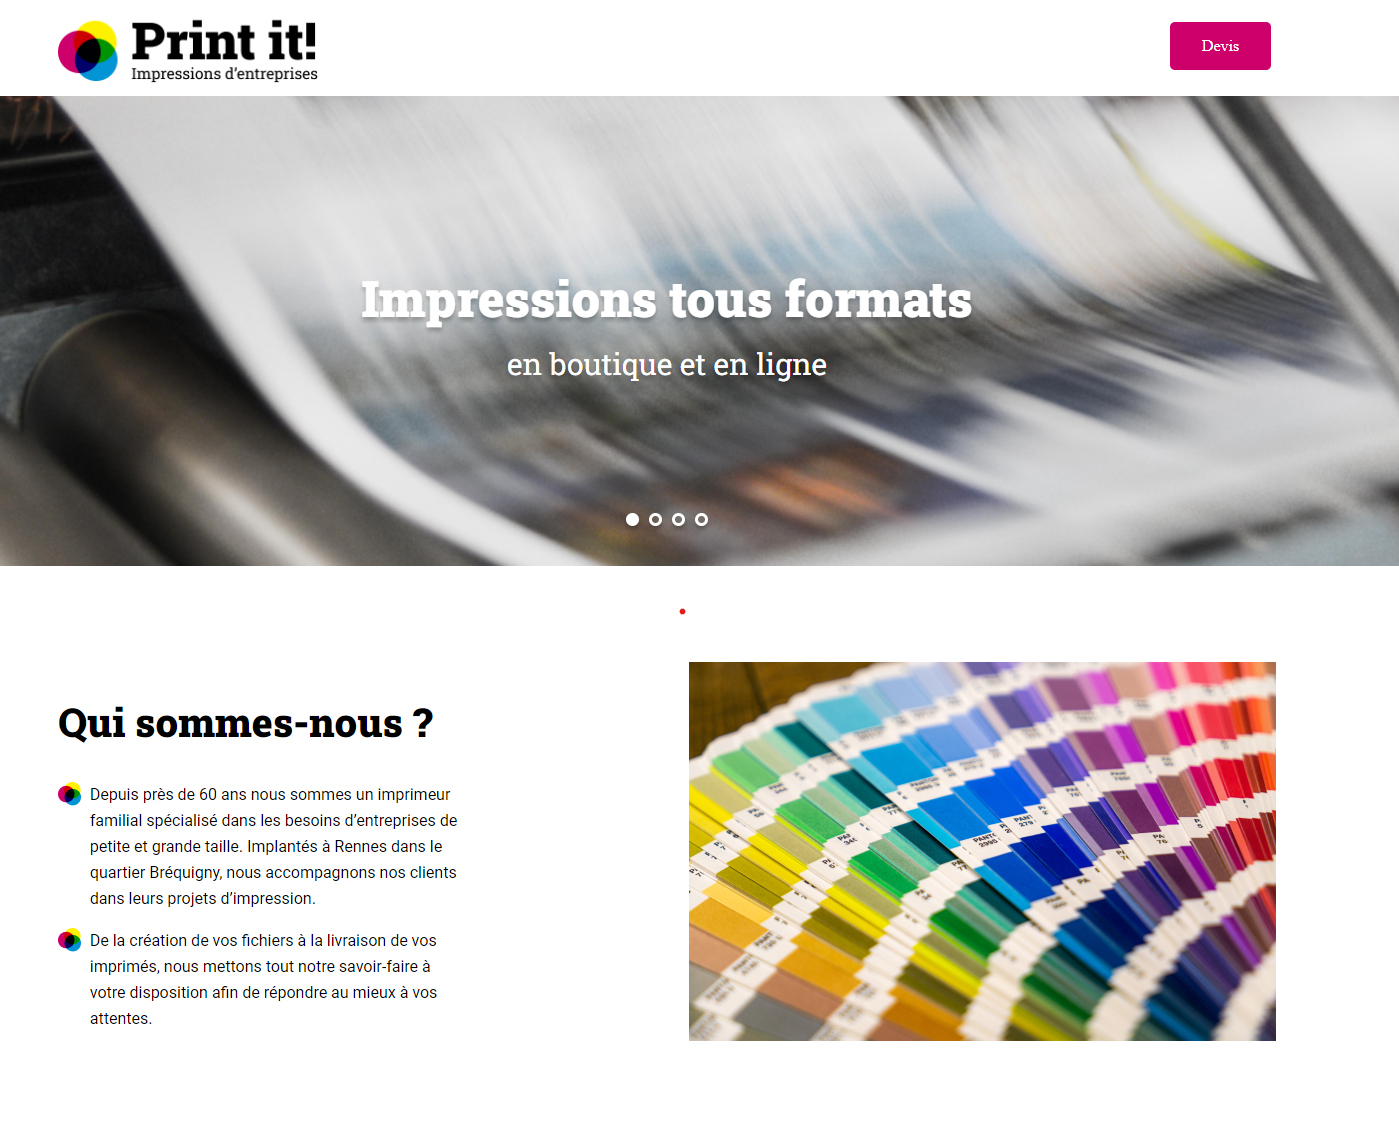 Print it!
Impressions d’entreprises
Devis
Impressions tous formats
en boutique et en ligne
Qui sommes-nous ?
Depuis près de 60 ans nous sommes un imprimeur
familial spécialisé dans les besoins d’entreprises de
petite et grande taille. Implantés à Rennes dans le
quartier Bréquigny, nous accompagnons nos clients
dans leurs projets d’impression.
De la création de vos fichiers à la livraison de vos
imprimés, nous mettons tout notre savoir-faire à
votre disposition afin de répondre au mieux à vos
attentes.